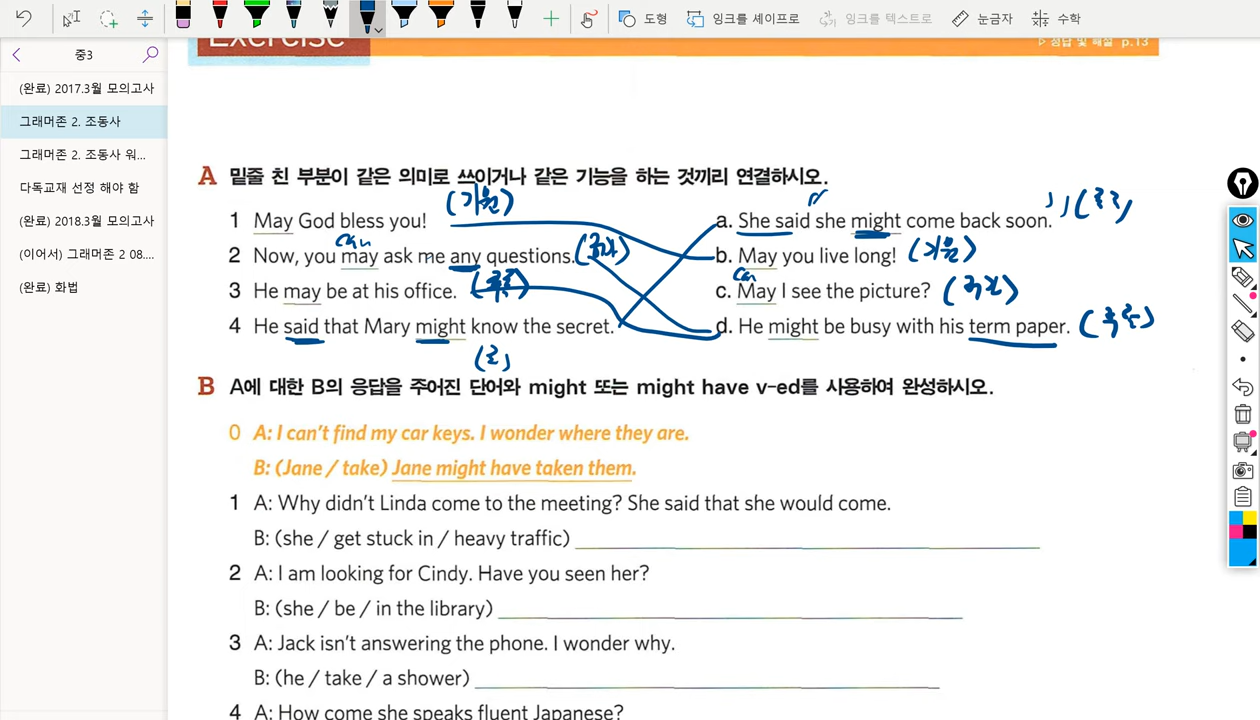 도형 잉크를 셰이프로 잉크를 텍스트로 눈금자 수학
중3
(완료) 2017.3월 모의고사
그래머존 2. 조동사
그래머존 2. 조동사 워...
다독교재 선정 해야 함
(완료) 2018.3월 모의고사
(이어서) 그래머존 2 08....
(완료) 화법
Exercise
▷ 정답 및 해설 p.13
A 밑줄 친 부분이 같은 의미로 쓰이거나 같은 기능을 하는 것끼리 연결하시오.
1 May God bless you! (기원)
can
2 Now, you may ask me any questions. (허가)
3 He may be at his office. (추측)
4 He said that Mary might know the secret.
a. She said she might come back soon.
b. May you live long! (기원)
can
c. May I see the picture? (허가)
d. He might be busy with his term paper. (추측)
B A에 대한 B의 응답을 주어진 단어와 might 또는 might have v-ed를 사용하여 완성하시오.
0 A: I can't find my car keys. I wonder where they are.
B: (Jane / take) Jane might have taken them.
1 A: Why didn't Linda come to the meeting? She said that she would come.
B: (she / get stuck in / heavy traffic)
2 A: I am looking for Cindy. Have you seen her?
B: (she / be / in the library)
3 A: Jack isn't answering the phone. I wonder why.
B: (he / take / a shower)
4 A: How come she speaks fluent Japanese?